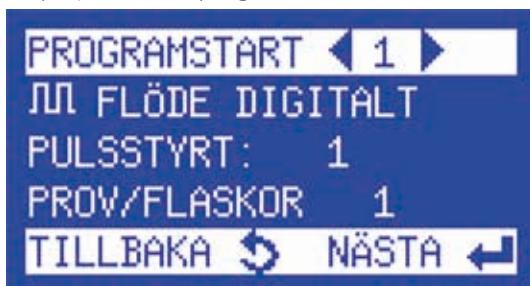 PROGRAMSTART ◀ 1 ▶
FLÖDE DIGITALT
PULSSTYRT: 1
PROV/FLASKOR 1
TILLBAKA NÄSTA